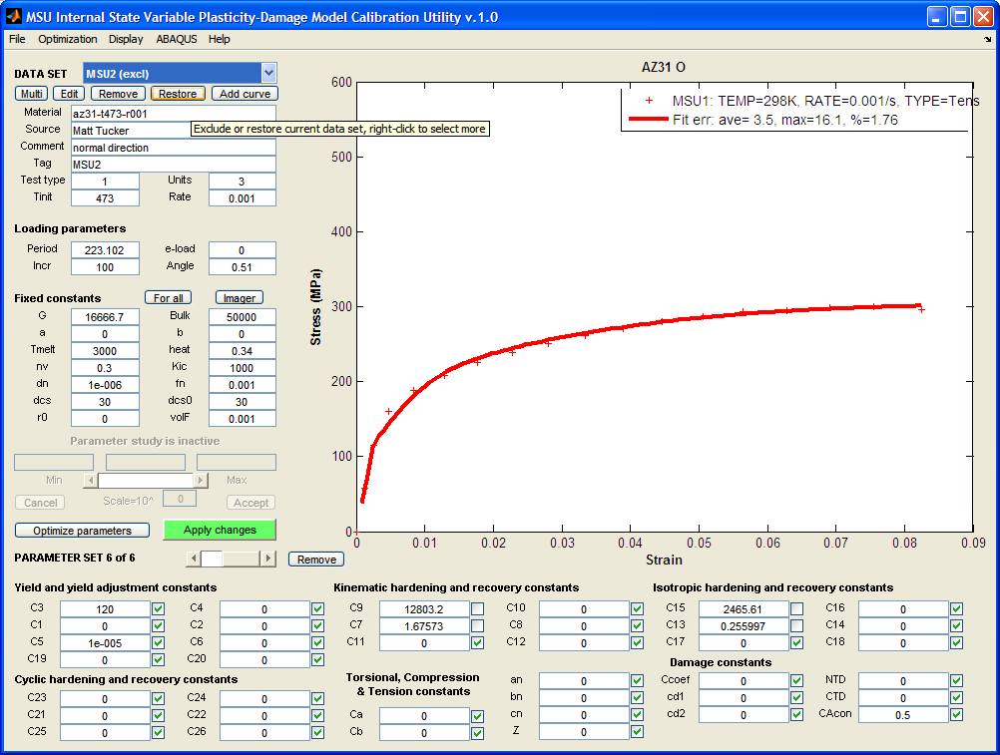 MSU Internal State Variable Plasticity-Damage Model Calibration Utility v.1.0
File Optimization Display ABAQUS Help
DATA SET MSU2 (excl)
Multi Edit Remove Restore Add curve
Material az31-t473-r001
Source Matt Tucker
Exclude or restore current data set, right-click to select more
Comment normal direction
Tag MSU2
Test type 1 Units 3
Tinit 473 Rate 0.001
Loading parameters
Period 223.102 e-load 0
Incr 100 Angle 0.51
Fixed constants For all Imager
G 16666.7 Bulk 50000
a 0 b 0
Tmelt 3000 heat 0.34
nv 0.3 Kic 1000
dn 1e-006 fn 0.001
dcs 30 dcs0 30
r0 0 volF 0.001
Parameter study is inactive
Min Max
Cancel Scale=10^ 0 Accept
Optimize parameters Apply changes
PARAMETER SET 6 of 6 Remove
AZ31 O
MSU1: TEMP=298K, RATE=0.001/s, TYPE=Tens
Fit err: ave= 3.5, max=16.1, %=1.76
600
500
400
300
200
100
0
Stress (MPa)
0 0.01 0.02 0.03 0.04 0.05 0.06 0.07 0.08 0.09
Strain
Yield and yield adjustment constants
C3 120 C4 0
C1 0 C2 0
C5 1e-005 C6 0
C19 0 C20 0
Cyclic hardening and recovery constants
C23 0 C24 0
C21 0 C22 0
C25 0 C26 0
Kinematic hardening and recovery constants
C9 12803.2 C10 0
C7 1.67573 C8 0
C11 0 C12 0
Torsional, Compression
& Tension constants
Ca 0
Cb 0
an 0
bn 0
cn 0
Z 0
Isotropic hardening and recovery constants
C15 2465.61 C16 0
C13 0.255997 C14 0
C17 0 C18 0
Damage constants
Ccoef 0 NTD 0
cd1 0 CTD 0
cd2 0 CAcon 0.5